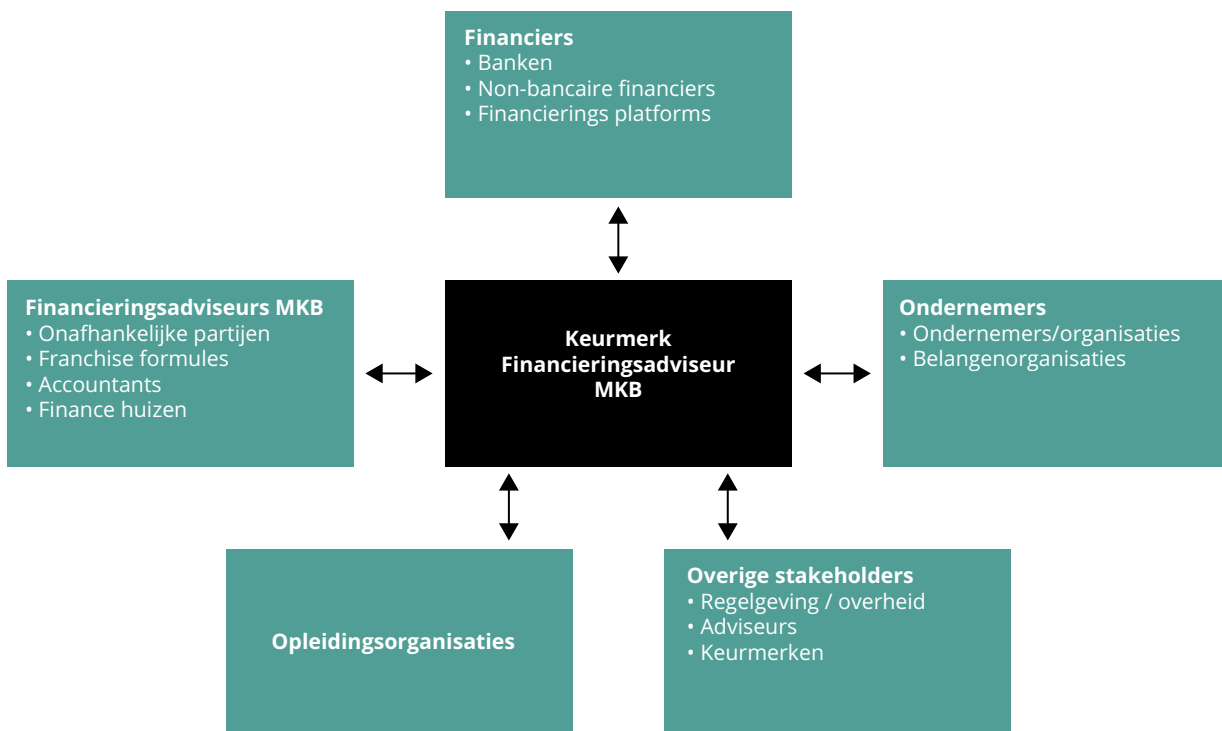 Financiers
• Banken
• Non-bancaire financiers
• Financierings platforms
Financieringsadviseurs MKB
• Onafhankelijke partijen
• Franchise formules
• Accountants
• Finance huizen
Keurmerk
Financieringsadviseur
MKB
Ondernemers
• Ondernemers/organisaties
• Belangenorganisaties
Opleidingsorganisaties
Overige stakeholders
• Regelgeving / overheid
• Adviseurs
• Keurmerken